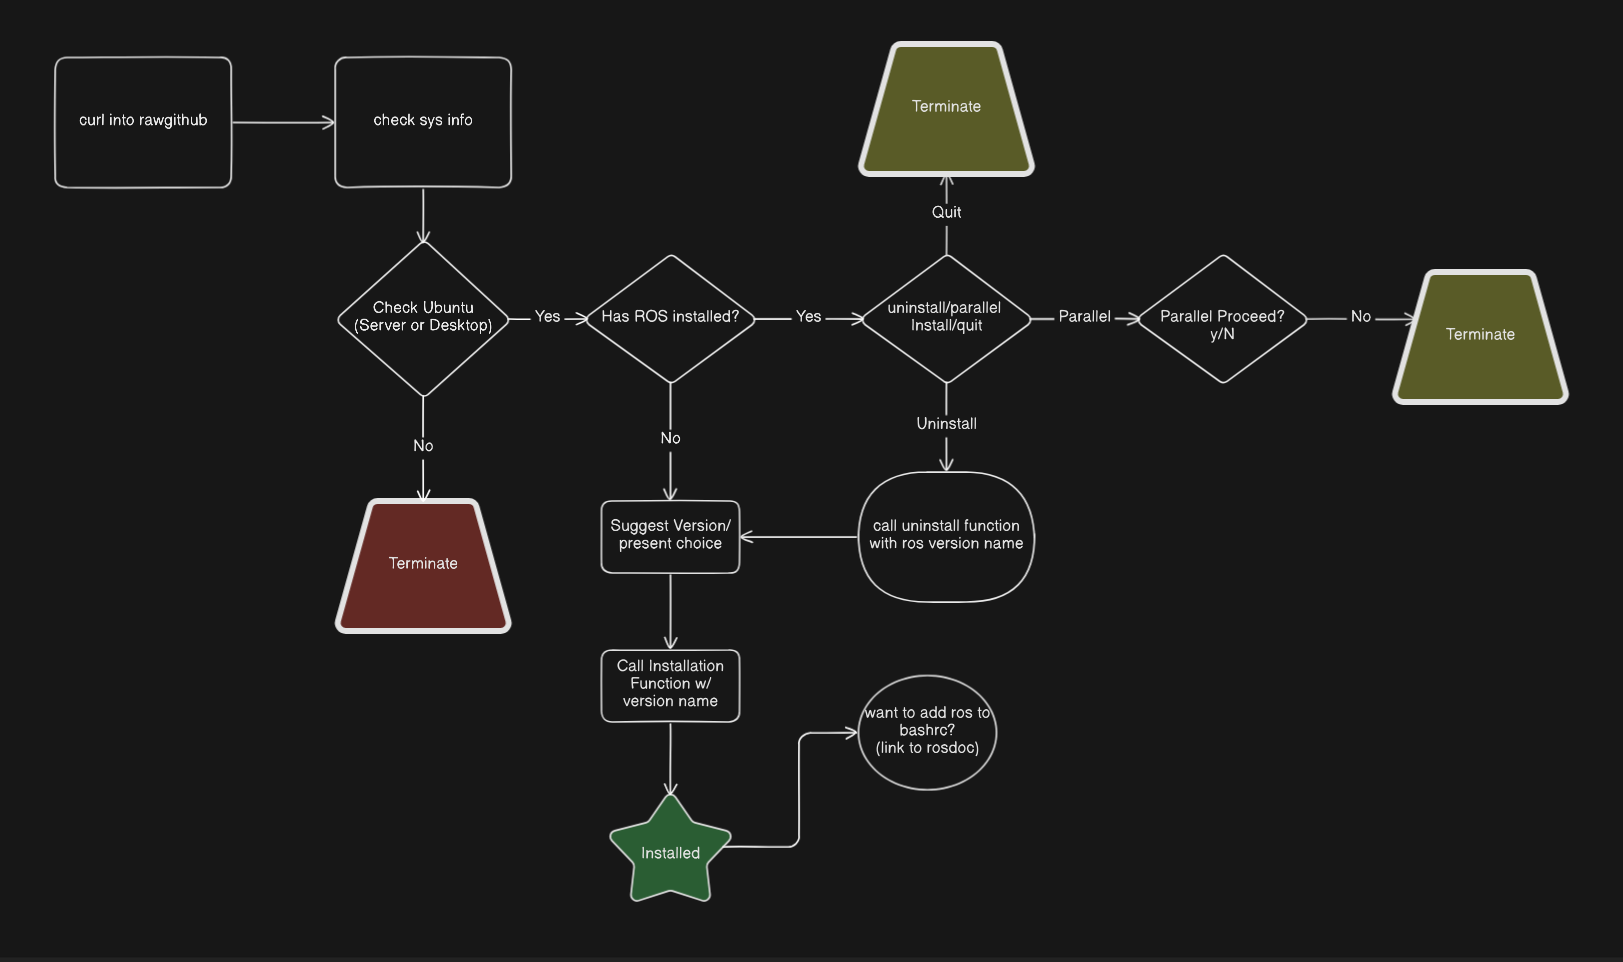 curl into rawgithub
check sys info
Terminate
Quit
Check Ubuntu
(Server or Desktop)
Yes
Has ROS installed?
Yes
uninstall/parallel
Install/quit
Parallel
Parallel Proceed?
y/N
No
Terminate
No
Terminate
No
Uninstall
Suggest Version/
present choice
call uninstall function
with ros version name
Call Installation
Function w/
version name
want to add ros to
bashrc?
(link to rosdoc)
Installed